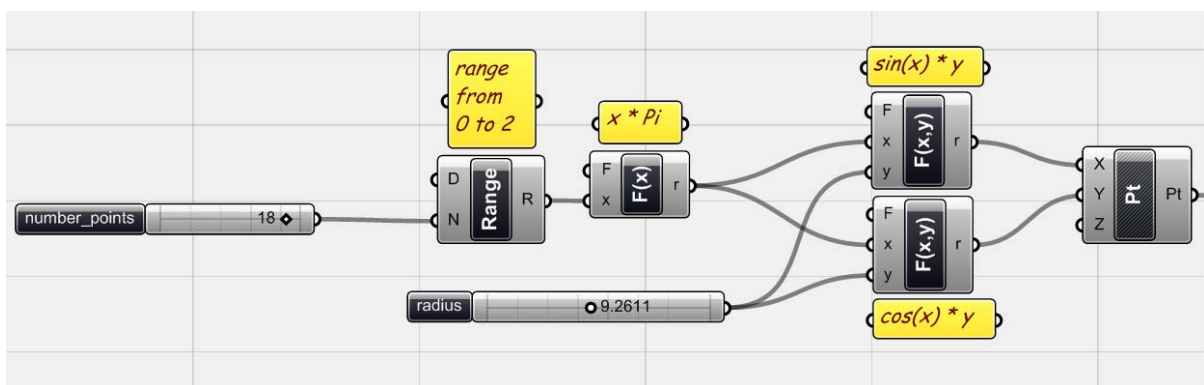 range
from
0 to 2
x * Pi
sin(x) * y
number_points
18
D
N
Range
R
F
x
F(x)
r
F
x
y
F(x,y)
r
F
x
y
F(x,y)
r
X
Y
Z
Pt
Pt
radius
9.2611
cos(x) * y